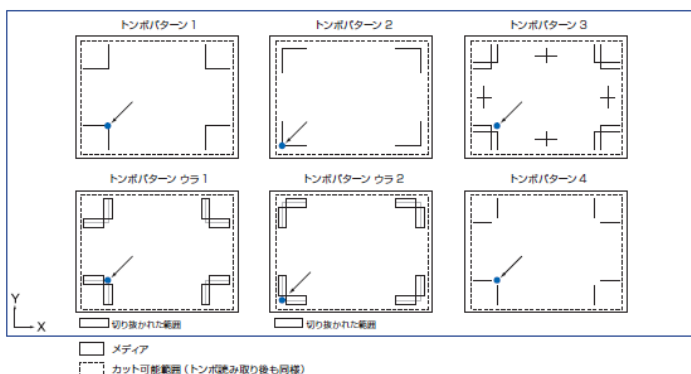 トンボパターン 1
トンボパターン 2
トンボパターン 3
トンボパターン ウラ 1
トンボパターン ウラ 2
トンボパターン 4
Y
X
切り抜かれた範囲
切り抜かれた範囲
メディア
カット可能範囲 (トンボ読み取り後も同様)